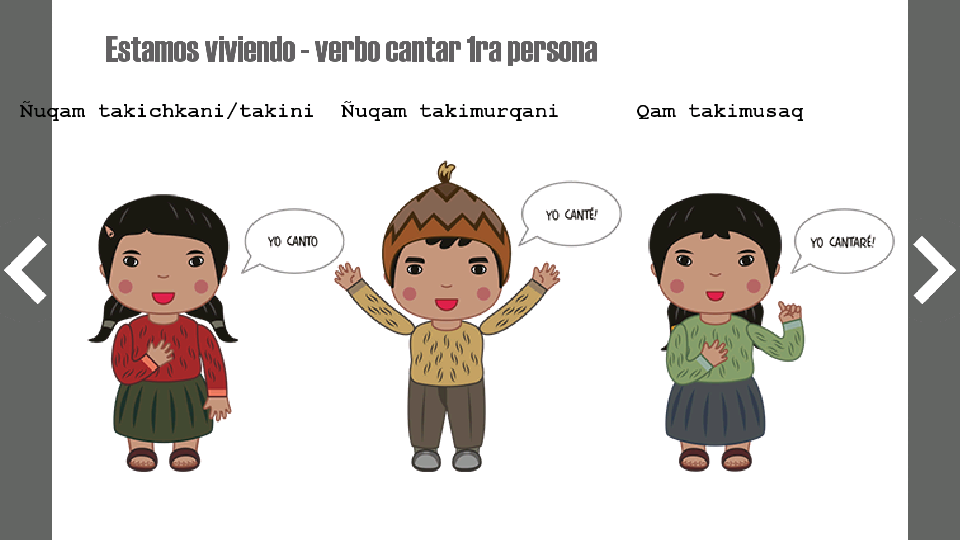 Estamos viviendo - verbo cantar 1ra persona
Ñuqam takichkani/takini Ñuqam takimurqani Qam takimusaq
YO CANTO
YO CANTÉ!
YO CANTARÉ!